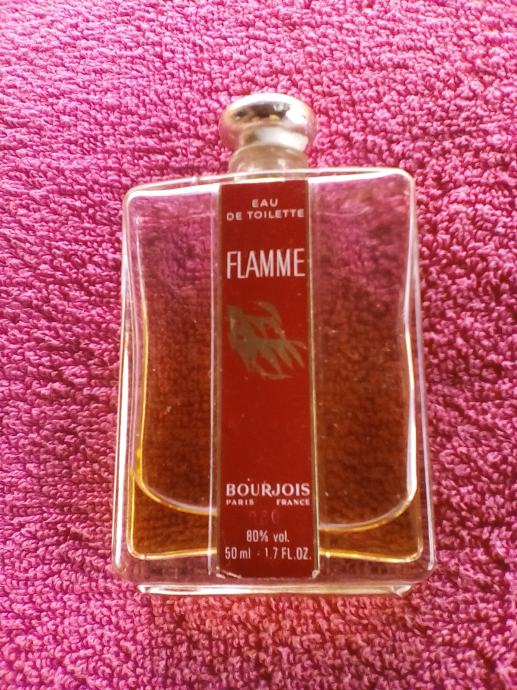 EAU
DE TOILETTE
FLAMME
BOURJOIS
PARIS FRANCE
80% vol.
50 ml - 1.7 FL.OZ.